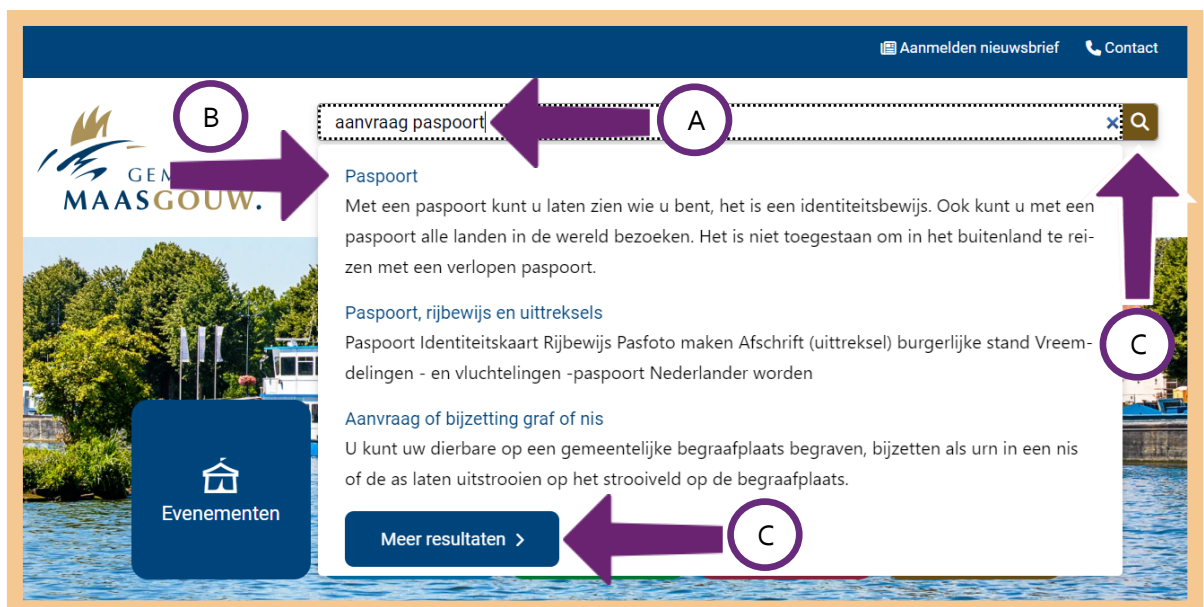 Aanmelden nieuwsbrief Contact
B
aanvraag paspoort A
GEM
MAASGOUW.
Paspoort
Met een paspoort kunt u laten zien wie u bent, het is een identiteitsbewijs. Ook kunt u met een
paspoort alle landen in de wereld bezoeken. Het is niet toegestaan om in het buitenland te rei-
zen met een verlopen paspoort.
Paspoort, rijbewijs en uittreksels
Paspoort Identiteitskaart Rijbewijs Pasfoto maken Afschrift (uittreksel) burgerlijke stand Vreem-
delingen - en vluchtelingen -paspoort Nederlander worden
C
Aanvraag of bijzetting graf of nis
U kunt uw dierbare op een gemeentelijke begraafplaats begraven, bijzetten als urn in een nis
of de as laten uitstrooien op het strooiveld op de begraafplaats.
Evenementen
Meer resultaten C